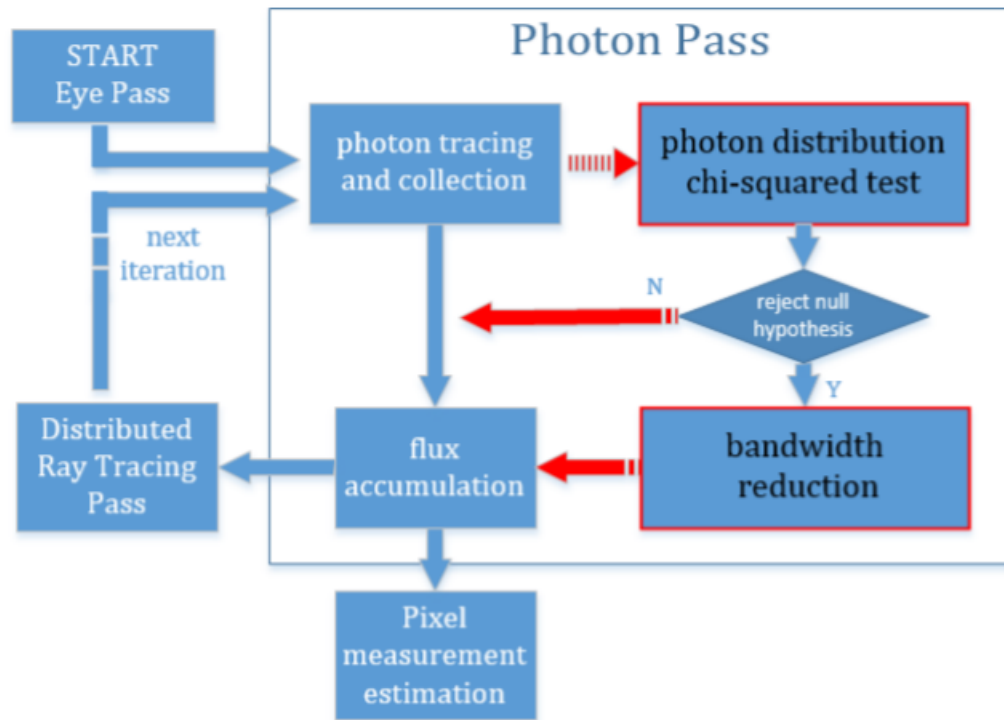 START
Eye Pass
Photon Pass
photon tracing
and collection
photon distribution
chi-squared test
next
iteration
N
reject null
hypothesis
Y
Distributed
Ray Tracing
Pass
flux
accumulation
bandwidth
reduction
Pixel
measurement
estimation